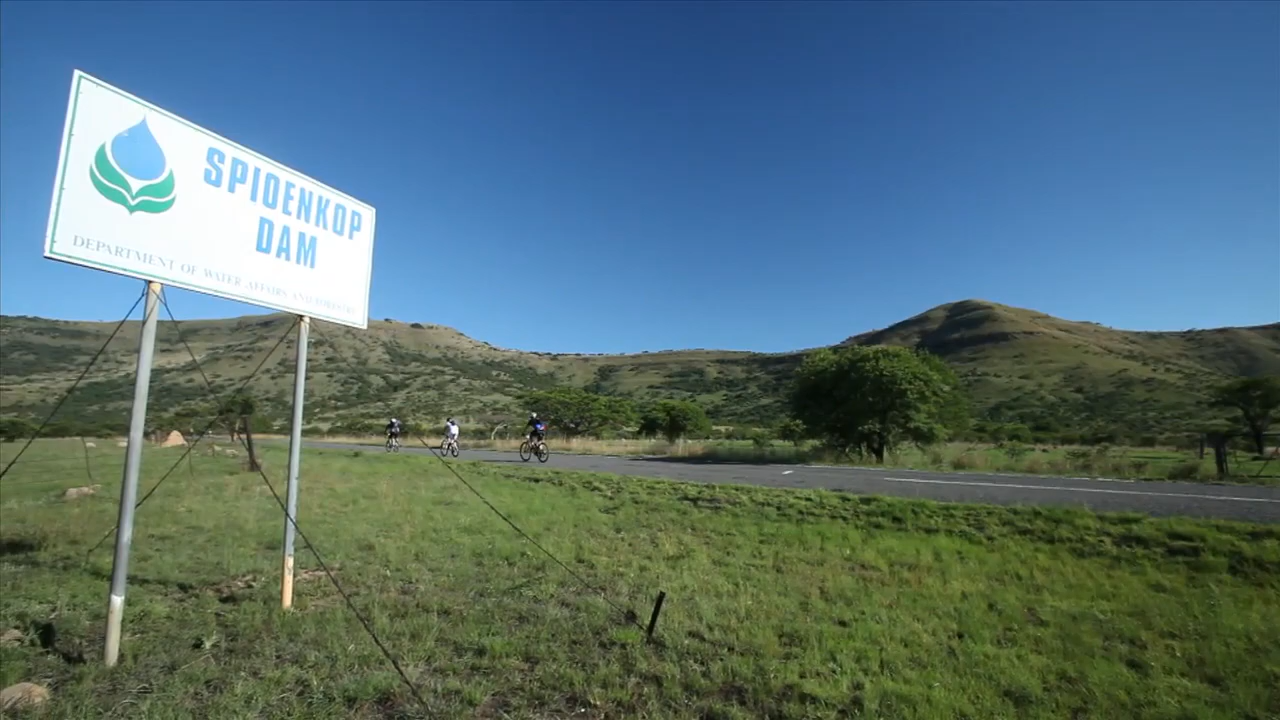 SPIOENKOP
DAM
DEPARTMENT OF WATER AFFAIRS AND FORESTRY